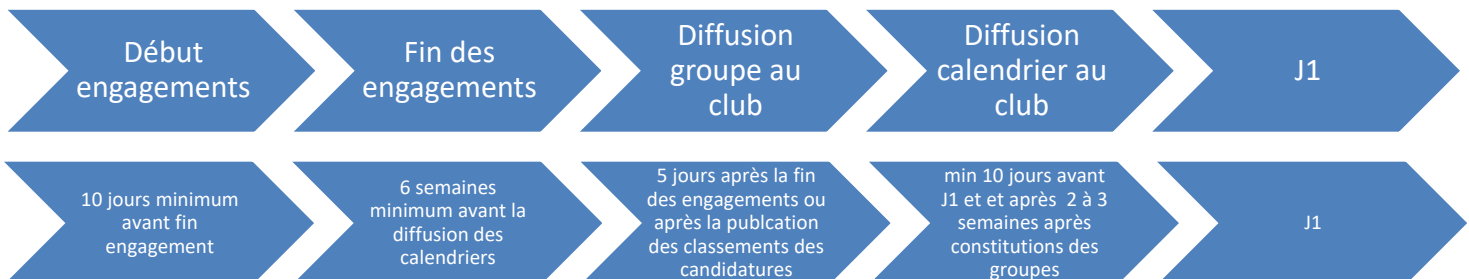 Début
engagements
Fin des
engagements
Diffusion
groupe au
club
Diffusion
calendrier au
club
J1
10 jours minimum
avant fin
engagement
6 semaines
minimum avant la
diffusion des
calendriers
5 jours après la fin
des engagements ou
après la publcation
des classements des
candidatures
min 10 jours avant
J1 et et après 2 à 3
semaines après
constitutions des
groupes
J1